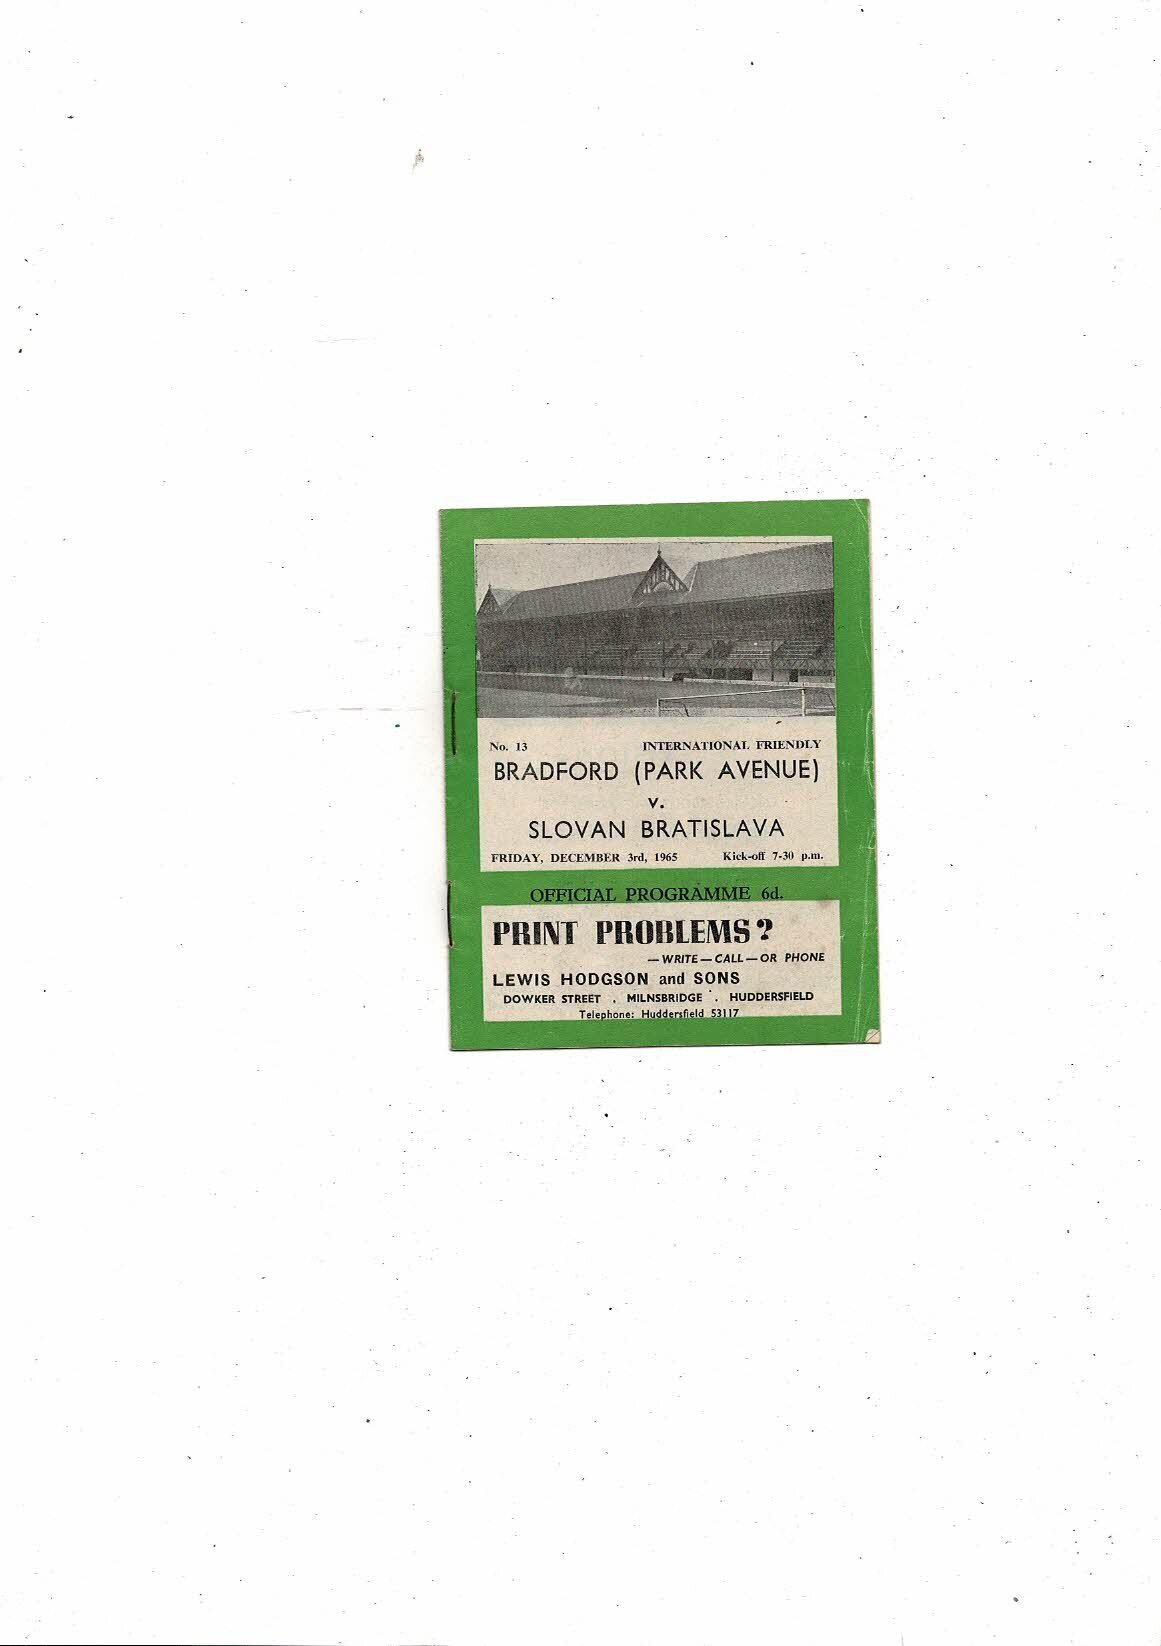 No. 13 INTERNATIONAL FRIENDLY
BRADFORD (PARK AVENUE)
v.
SLOVAN BRATISLAVA
FRIDAY, DECEMBER 3rd, 1965 Kick-off 7-30 p.m.
OFFICIAL PROGRAMME 6d.
PRINT PROBLEMS?
—WRITE—CALL—OR PHONE
LEWIS HODGSON and SONS
DOWKER STREET . MILNSBRIDGE . HUDDERSFIELD
Telephone: Huddersfield 53117